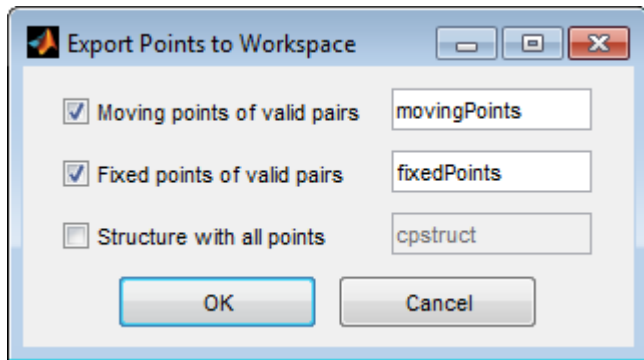 Export Points to Workspace
Moving points of valid pairs movingPoints
Fixed points of valid pairs fixedPoints
Structure with all points cpstruct
OK Cancel